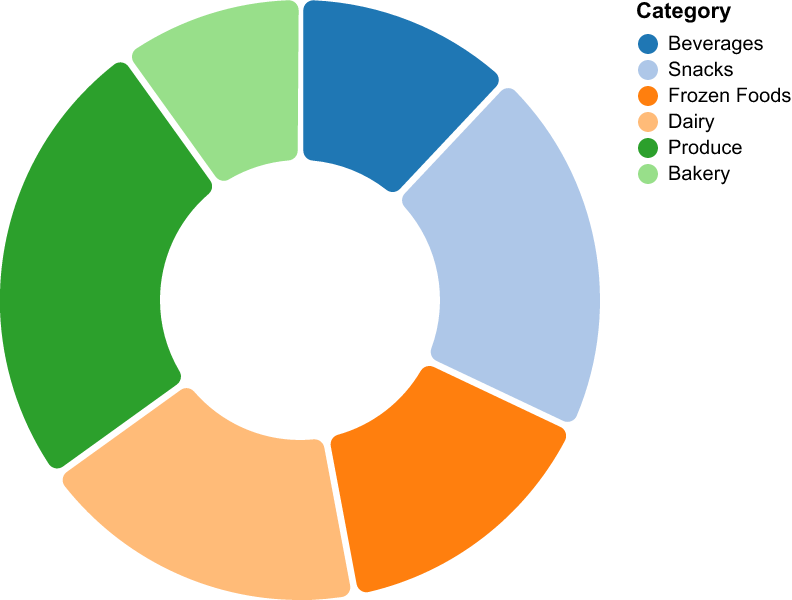 Category
Beverages
Snacks
Frozen Foods
Dairy
Produce
Bakery